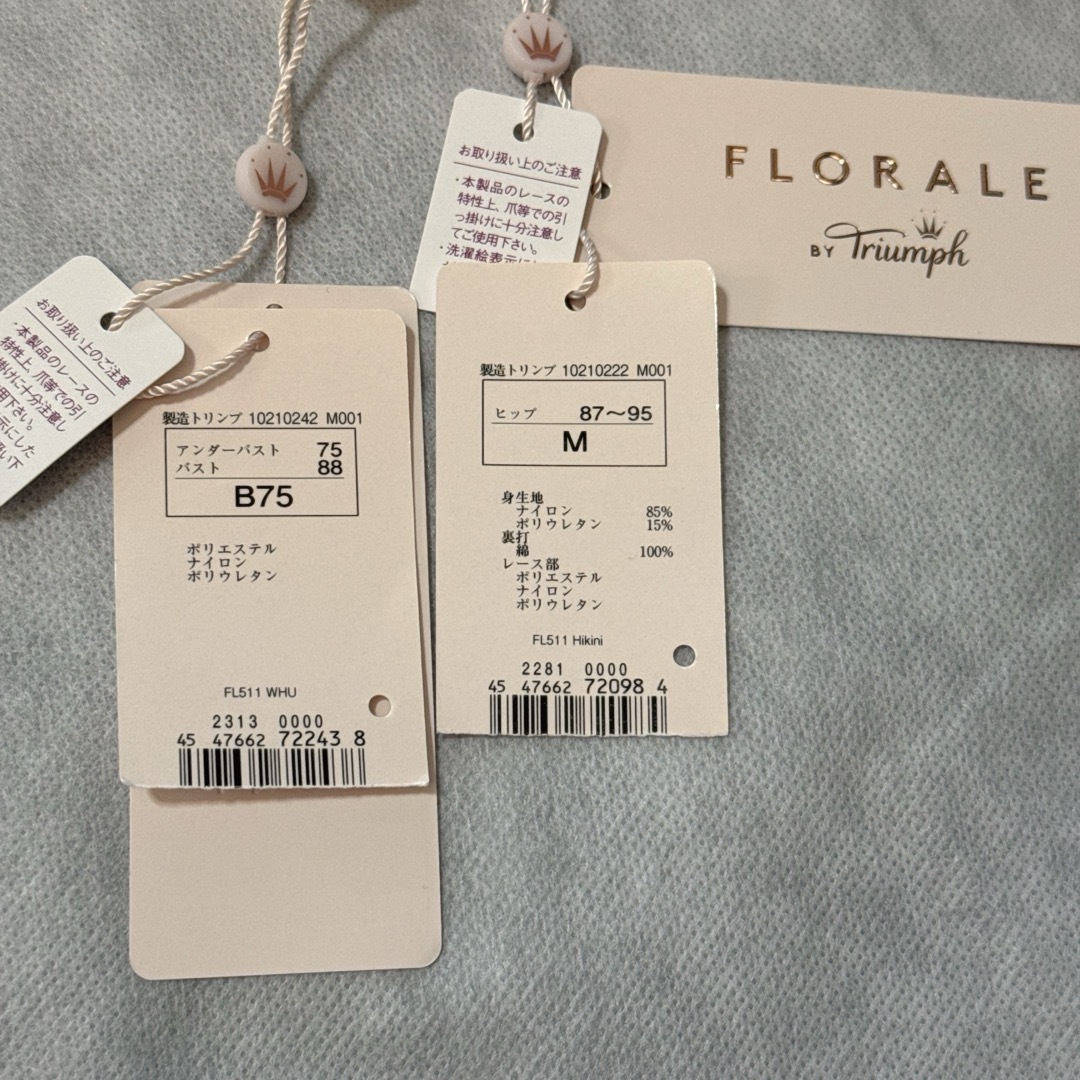 FLORALE
BY Triumph
お取り扱い上のご注意
・本製品のレースの
特性上、爪等での引
っ掛けに十分注意し
てご使用下さい。
・洗濯絵表示にした
お取り扱い上のご注意
・本製品のレースの
特性上、爪等での引
掛けに十分注意し
用下さい。
示にした
い下
製造トリンプ 10210242 M001
アンダーバスト 75
バスト 88
B75
ポリエステル
ナイロン
ポリウレタン
FL511 WHU
2313 0000
45 47662 72243 8
製造トリンプ 10210222 M001
ヒップ 87〜95
M
身生地
ナイロン 85%
ポリウレタン 15%
裏打
綿 100%
レース部
ポリエステル
ナイロン
ポリウレタン
FL511 Hikini
2281 0000
45 47662 72098 4